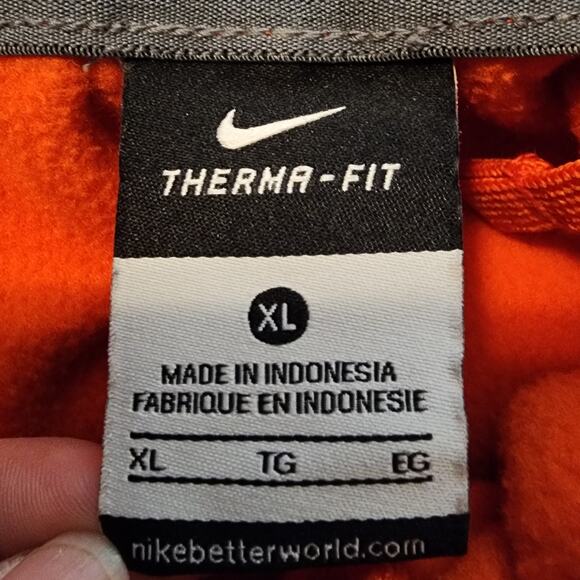 THERMA-FIT
XL
MADE IN INDONESIA
FABRIQUE EN INDONESIE
XL TG EG
nikebetterworld.com